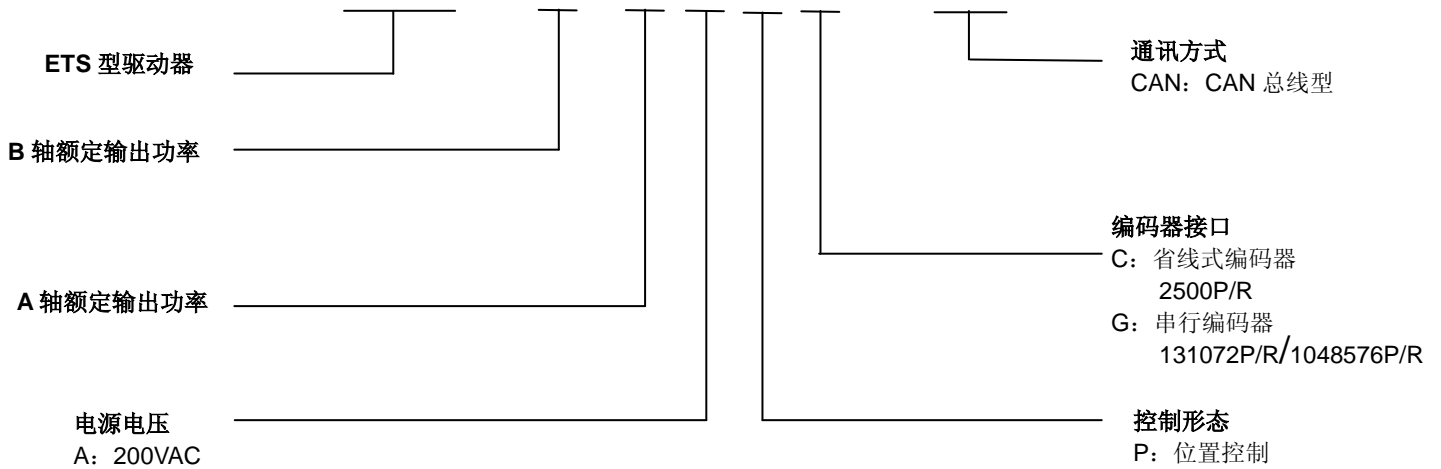 ETS 型驱动器
B 轴额定输出功率
A 轴额定输出功率
电源电压
A：200VAC
通讯方式
CAN：CAN 总线型
编码器接口
C：省线式编码器
2500P/R
G：串行编码器
131072P/R/1048576P/R
控制形态
P：位置控制